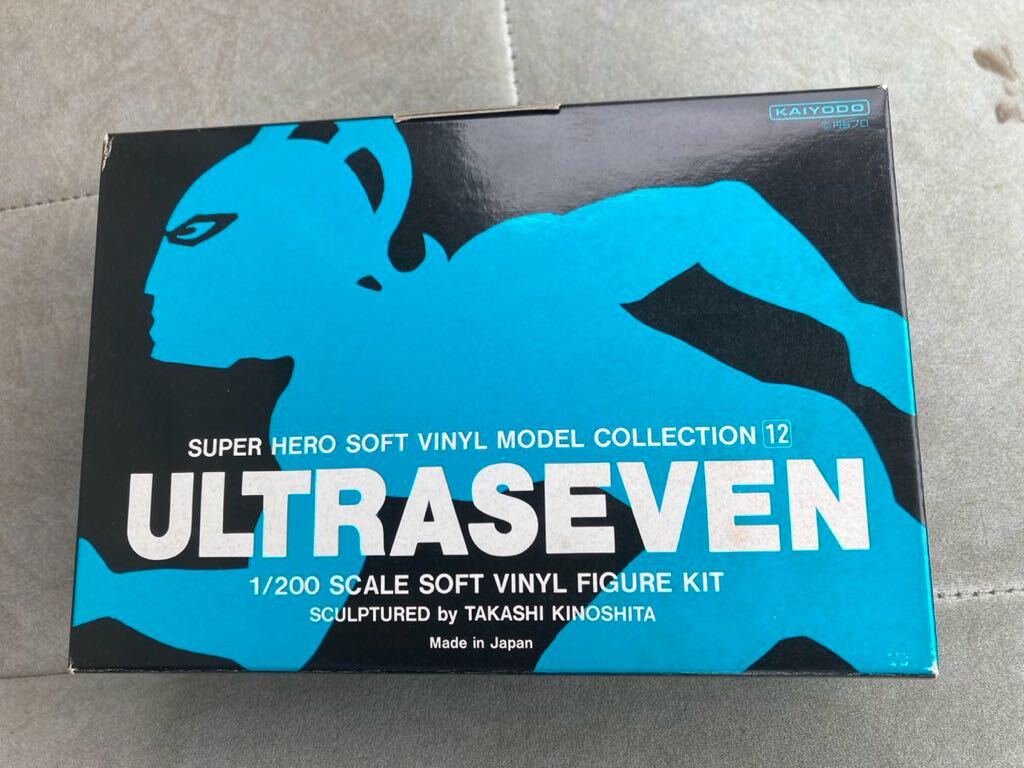 KAIYODO
©円谷プロ
SUPER HERO SOFT VINYL MODEL COLLECTION 12
ULTRASEVEN
1/200 SCALE SOFT VINYL FIGURE KIT
SCULPTURED by TAKASHI KINOSHITA
Made in Japan